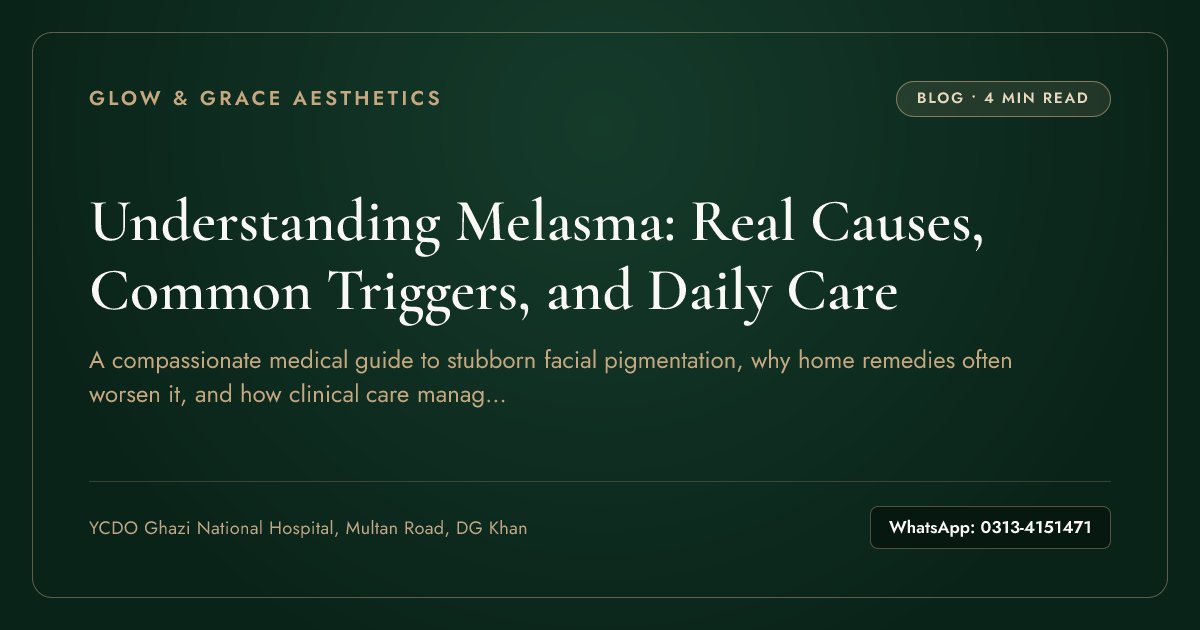 GLOW & GRACE AESTHETICS
BLOG · 4 MIN READ
Understanding Melasma: Real Causes,
Common Triggers, and Daily Care
A compassionate medical guide to stubborn facial pigmentation, why home remedies often
worsen it, and how clinical care manag...
YCDO Ghazi National Hospital, Multan Road, DG Khan
WhatsApp: 0313-4151471